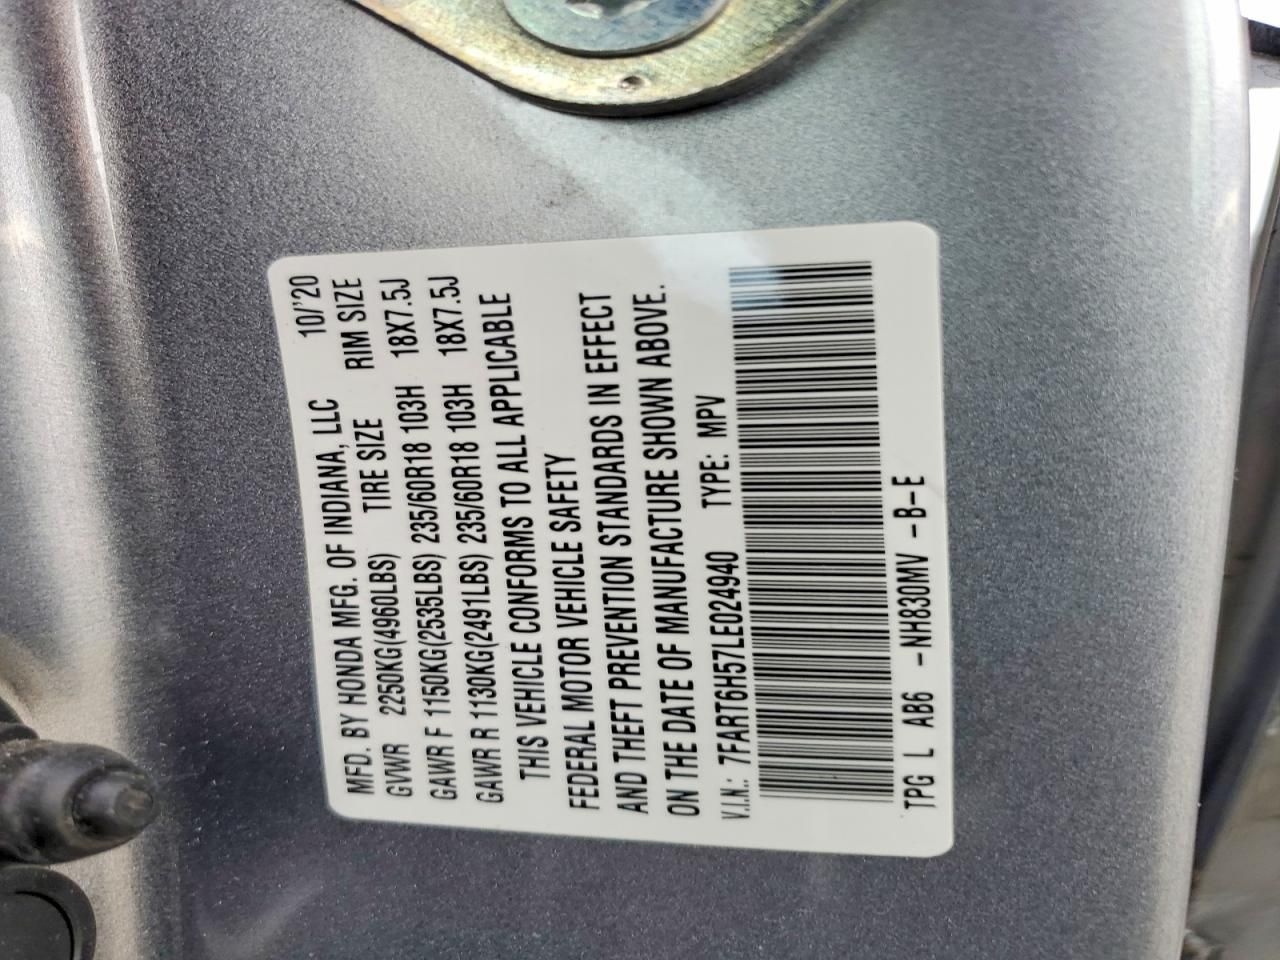 MFD. BY HONDA MFG. OF INDIANA, LLC 10/'20
GVWR 2250KG(4960LBS) TIRE SIZE RIM SIZE
GAWR F 1150KG(2535LBS) 235/60R18 103H 18X7.5J
GAWR R 1130KG(2491LBS) 235/60R18 103H 18X7.5J
THIS VEHICLE CONFORMS TO ALL APPLICABLE
FEDERAL MOTOR VEHICLE SAFETY
AND THEFT PREVENTION STANDARDS IN EFFECT
ON THE DATE OF MANUFACTURE SHOWN ABOVE.
V.I.N.: 7FART6H57LE024940 TYPE: MPV
TPG L AB6 -NH830MV -B-E